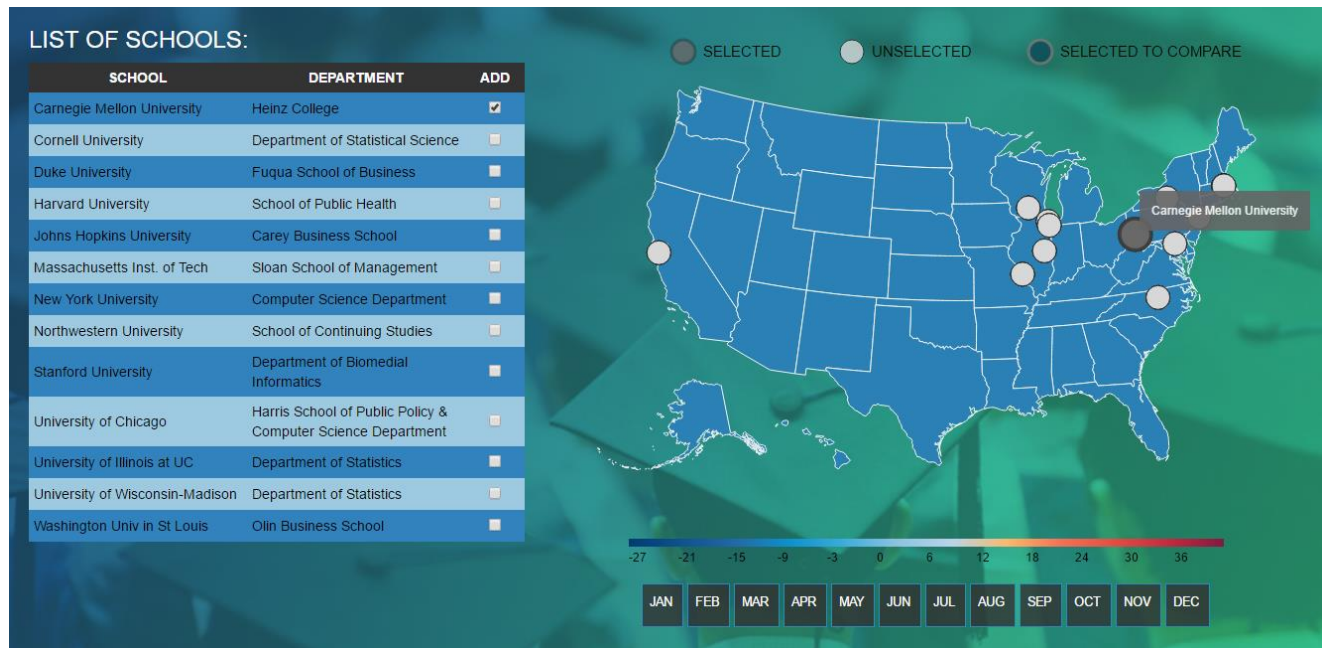 LIST OF SCHOOLS:
SCHOOL DEPARTMENT ADD
Carnegie Mellon University Heinz College
Cornell University Department of Statistical Science
Duke University Fuqua School of Business
Harvard University School of Public Health
Johns Hopkins University Carey Business School
Massachusetts Inst. of Tech Sloan School of Management
New York University Computer Science Department
Northwestern University School of Continuing Studies
Stanford University Department of Biomedial
Informatics
University of Chicago Harris School of Public Policy &
Computer Science Department
University of Illinois at UC Department of Statistics
University of Wisconsin-Madison Department of Statistics
Washington Univ in St Louis Olin Business School
SELECTED UNSELECTED SELECTED TO COMPARE
Carnegie Mellon University
-27 -21 -15 -9 -3 0 6 12 18 24 30 36
JAN FEB MAR APR MAY JUN JUL AUG SEP OCT NOV DEC